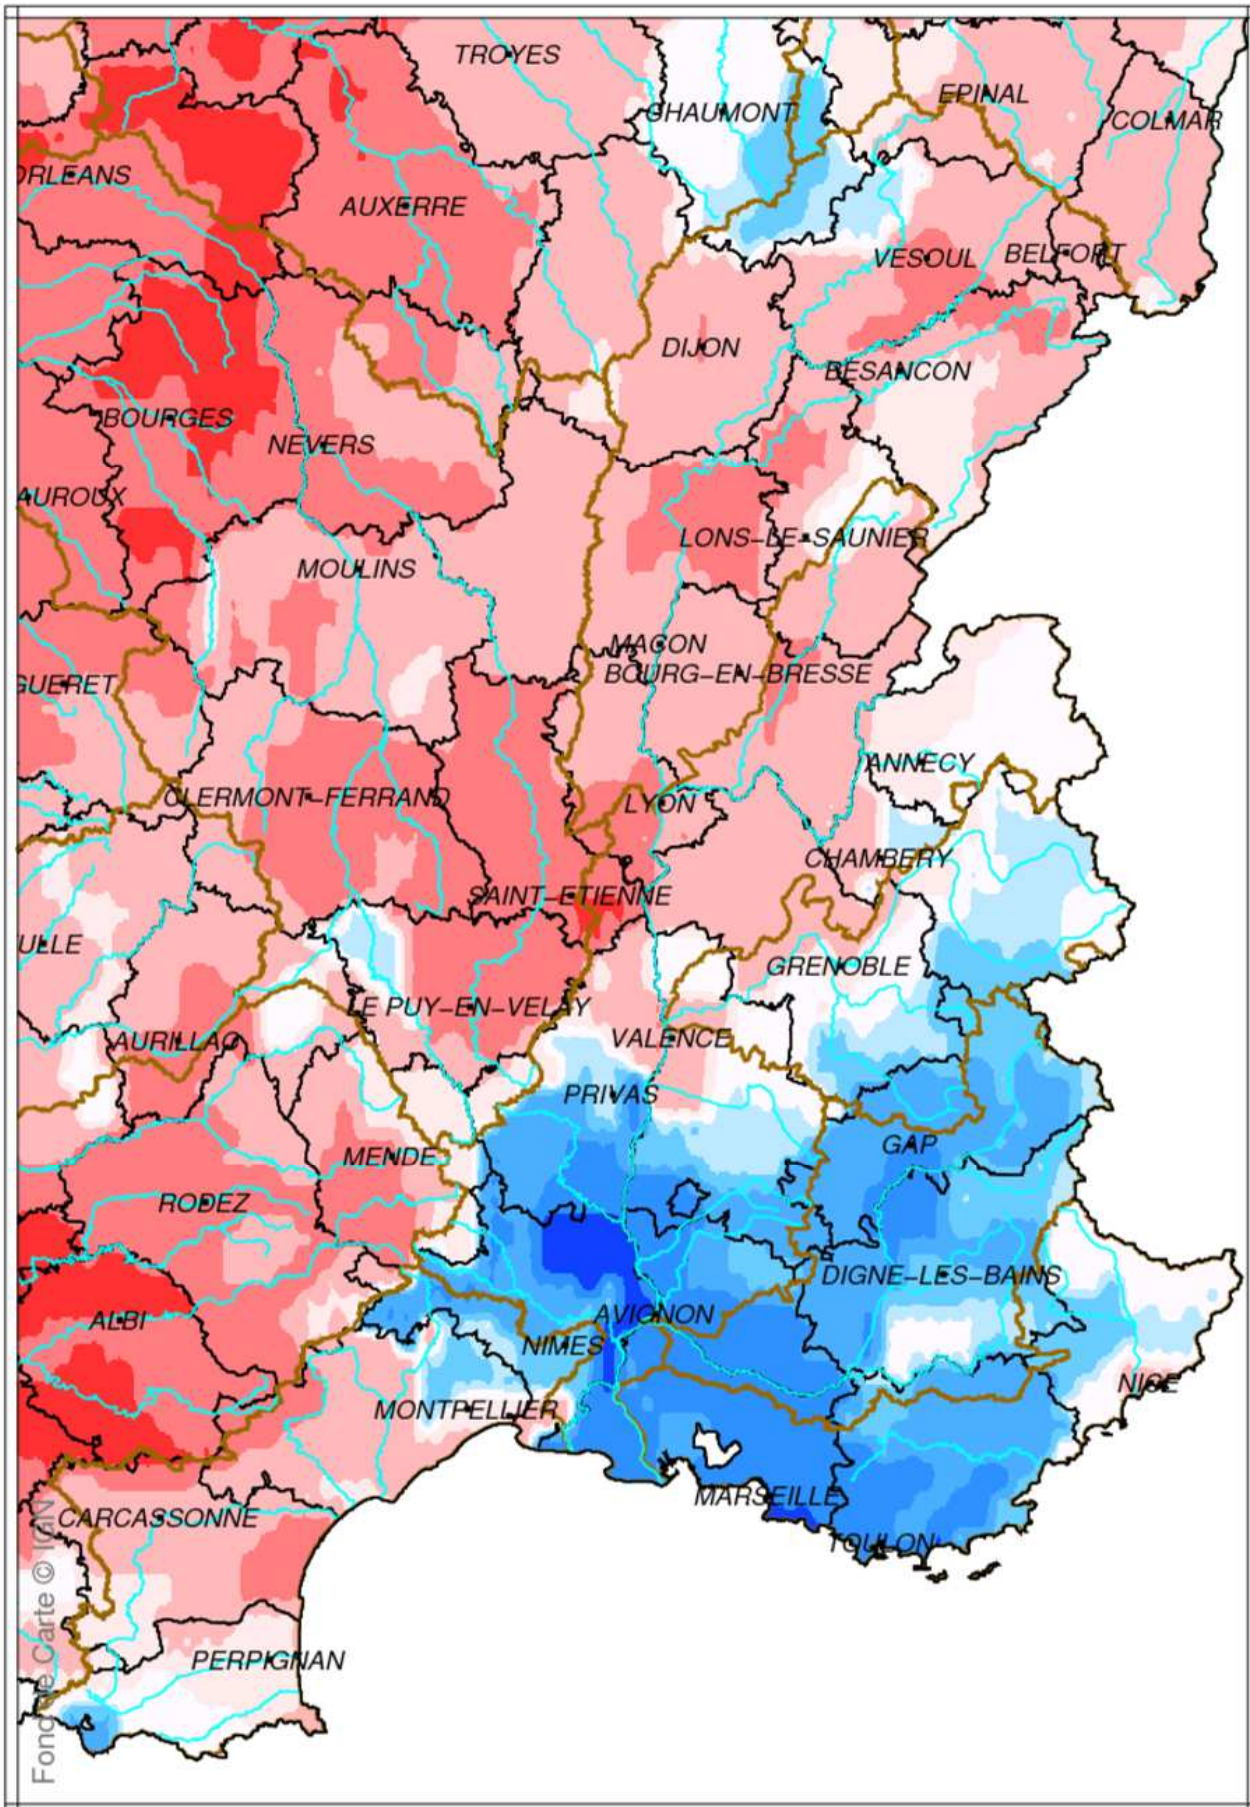 TROYES
CHAUMONT
EPINAL
COLMAR
ORLEANS
AUXERRE
VESOUL
BELFORT
DIJON
BESANCON
BOURGES
NEVERS
AUROUX
LONS-LE-SAUNIER
MOULINS
MACON
BOURG-EN-BRESSE
GUERET
ANNECY
CLERMONT-FERRAND
LYON
CHAMBERY
SAINT-ETIENNE
ULLE
GRENOBLE
LE PUY-EN-VELAY
AURILLAC
VALENCE
PRIVAS
GAP
MENDE
RODEZ
DIGNE-LES-BAINS
ALBI
AVIGNON
NIMES
NICE
MONTPELLIER
MARSEILLE
CARCASSONNE
TOULON
PERPIGNAN
Fond de Carte © IGN